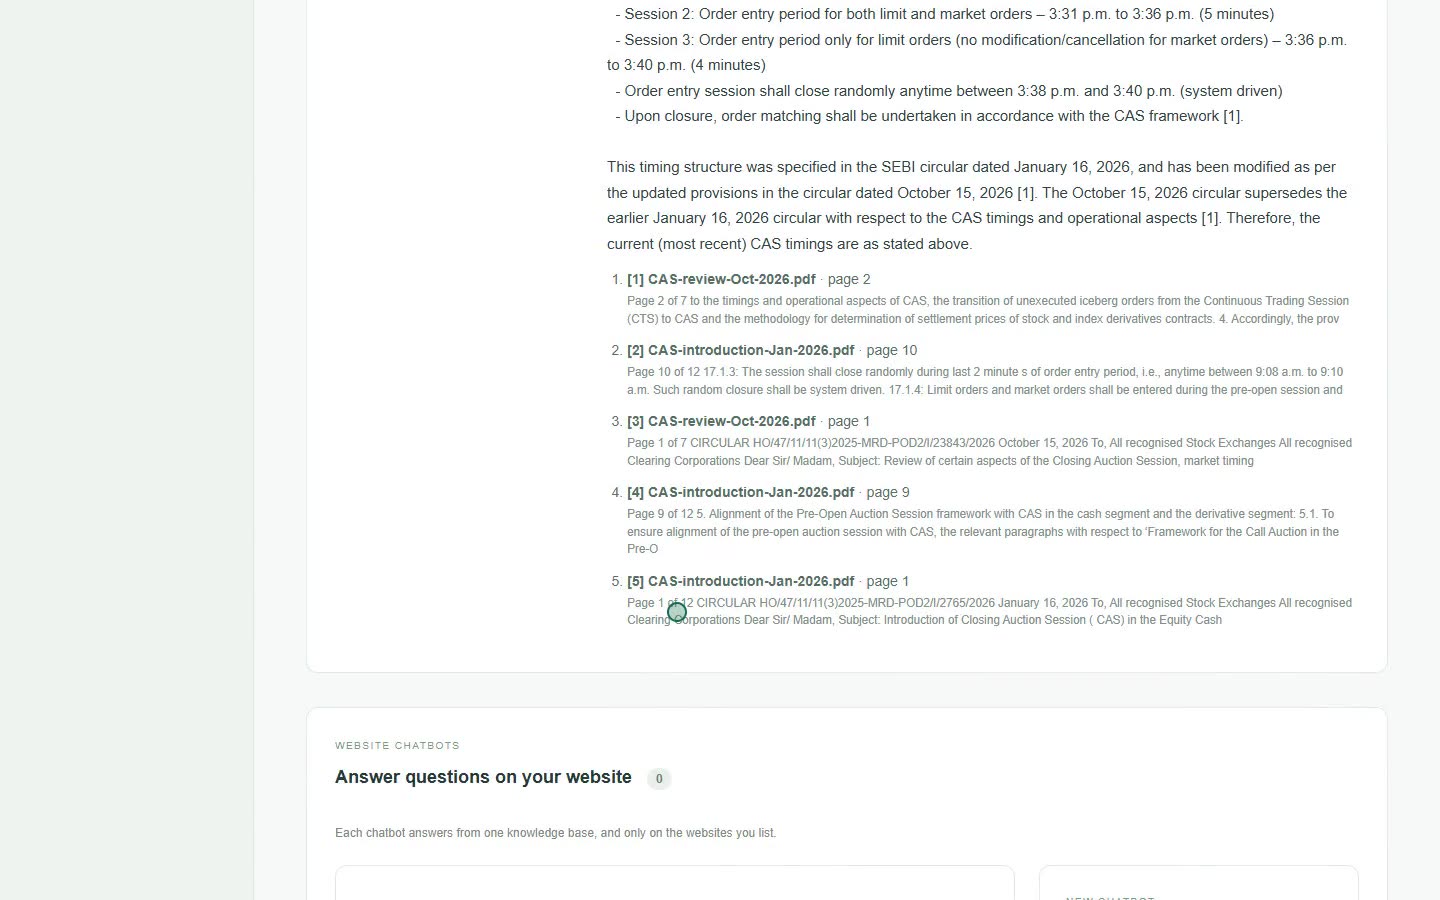 - Session 2: Order entry period for both limit and market orders – 3:31 p.m. to 3:36 p.m. (5 minutes)
- Session 3: Order entry period only for limit orders (no modification/cancellation for market orders) – 3:36 p.m.
to 3:40 p.m. (4 minutes)
- Order entry session shall close randomly anytime between 3:38 p.m. and 3:40 p.m. (system driven)
- Upon closure, order matching shall be undertaken in accordance with the CAS framework [1].
This timing structure was specified in the SEBI circular dated January 16, 2026, and has been modified as per
the updated provisions in the circular dated October 15, 2026 [1]. The October 15, 2026 circular supersedes the
earlier January 16, 2026 circular with respect to the CAS timings and operational aspects [1]. Therefore, the
current (most recent) CAS timings are as stated above.
1. [1] CAS-review-Oct-2026.pdf · page 2
Page 2 of 7 to the timings and operational aspects of CAS, the transition of unexecuted iceberg orders from the Continuous Trading Session
(CTS) to CAS and the methodology for determination of settlement prices of stock and index derivatives contracts. 4. Accordingly, the prov
2. [2] CAS-introduction-Jan-2026.pdf · page 10
Page 10 of 12 17.1.3: The session shall close randomly during last 2 minute s of order entry period, i.e., anytime between 9:08 a.m. to 9:10
a.m. Such random closure shall be system driven. 17.1.4: Limit orders and market orders shall be entered during the pre-open session and
3. [3] CAS-review-Oct-2026.pdf · page 1
Page 1 of 7 CIRCULAR HO/47/11/11(3)2025-MRD-POD2/I/23843/2026 October 15, 2026 To, All recognised Stock Exchanges All recognised
Clearing Corporations Dear Sir/ Madam, Subject: Review of certain aspects of the Closing Auction Session, market timing
4. [4] CAS-introduction-Jan-2026.pdf · page 9
Page 9 of 12 5. Alignment of the Pre-Open Auction Session framework with CAS in the cash segment and the derivative segment: 5.1. To
ensure alignment of the pre-open auction session with CAS, the relevant paragraphs with respect to 'Framework for the Call Auction in the
Pre-O
5. [5] CAS-introduction-Jan-2026.pdf · page 1
Page 1 of 12 CIRCULAR HO/47/11/11(3)2025-MRD-POD2/I/2765/2026 January 16, 2026 To, All recognised Stock Exchanges All recognised
Clearing Corporations Dear Sir/ Madam, Subject: Introduction of Closing Auction Session ( CAS) in the Equity Cash
WEBSITE CHATBOTS
Answer questions on your website 0
Each chatbot answers from one knowledge base, and only on the websites you list.